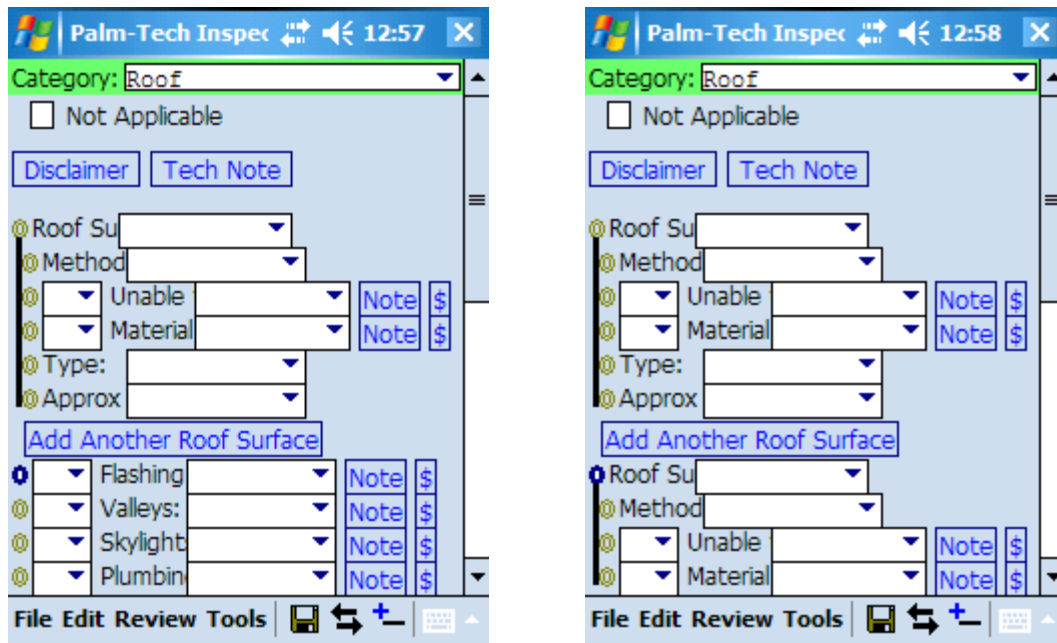 Palm-Tech Inspec 12:57
Category: Roof
Not Applicable
Disclaimer Tech Note
Roof Su
Method
Unable Note $
Material Note $
Type:
Approx
Add Another Roof Surface
Flashing Note $
Valleys: Note $
Skylight Note $
Plumbin Note $
File Edit Review Tools
Palm-Tech Inspec 12:58
Category: Roof
Not Applicable
Disclaimer Tech Note
Roof Su
Method
Unable Note $
Material Note $
Type:
Approx
Add Another Roof Surface
Roof Su
Method
Unable Note $
Material Note $
File Edit Review Tools